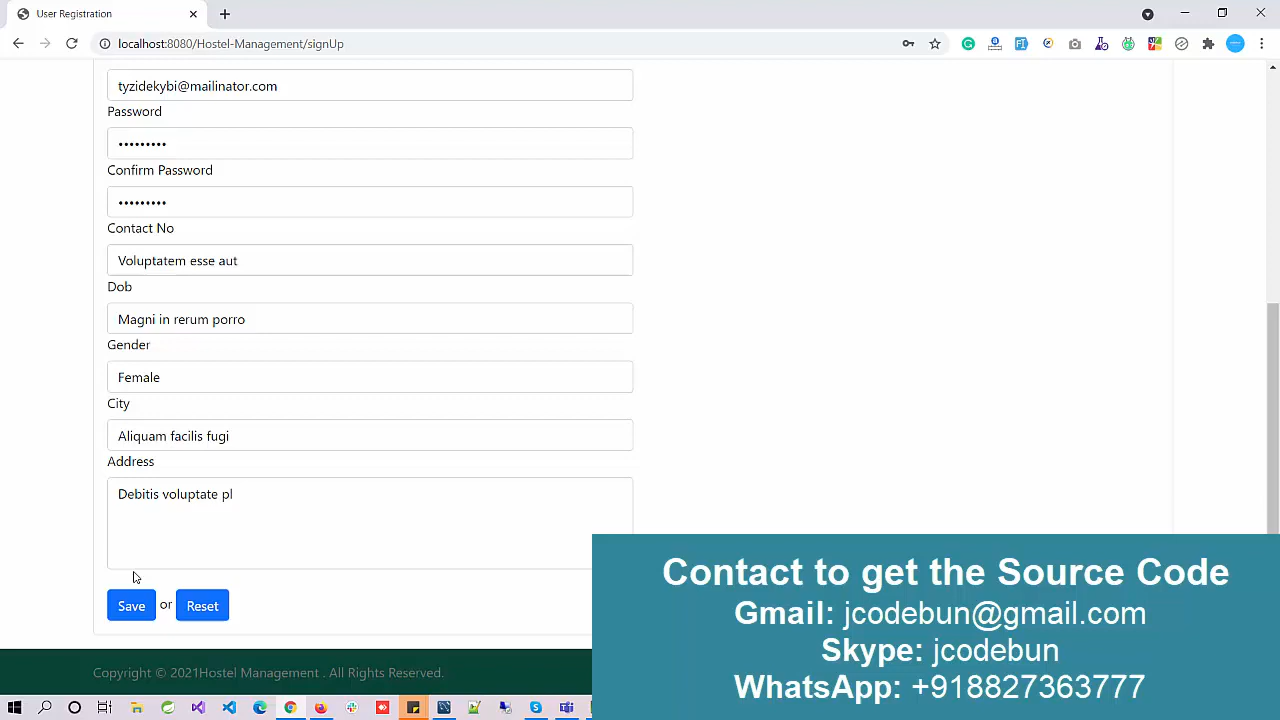 User Registration
localhost:8080/Hostel-Management/signUp
tyzidekybi@mailinator.com
Password
•••••••••
Confirm Password
•••••••••
Contact No
Voluptatem esse aut
Dob
Magni in rerum porro
Gender
Female
City
Aliquam facilis fugi
Address
Debitis voluptate pl
Save or Reset
Copyright © 2021Hostel Management . All Rights Reserved.
Contact to get the Source Code
Gmail: jcodebun@gmail.com
Skype: jcodebun
WhatsApp: +918827363777